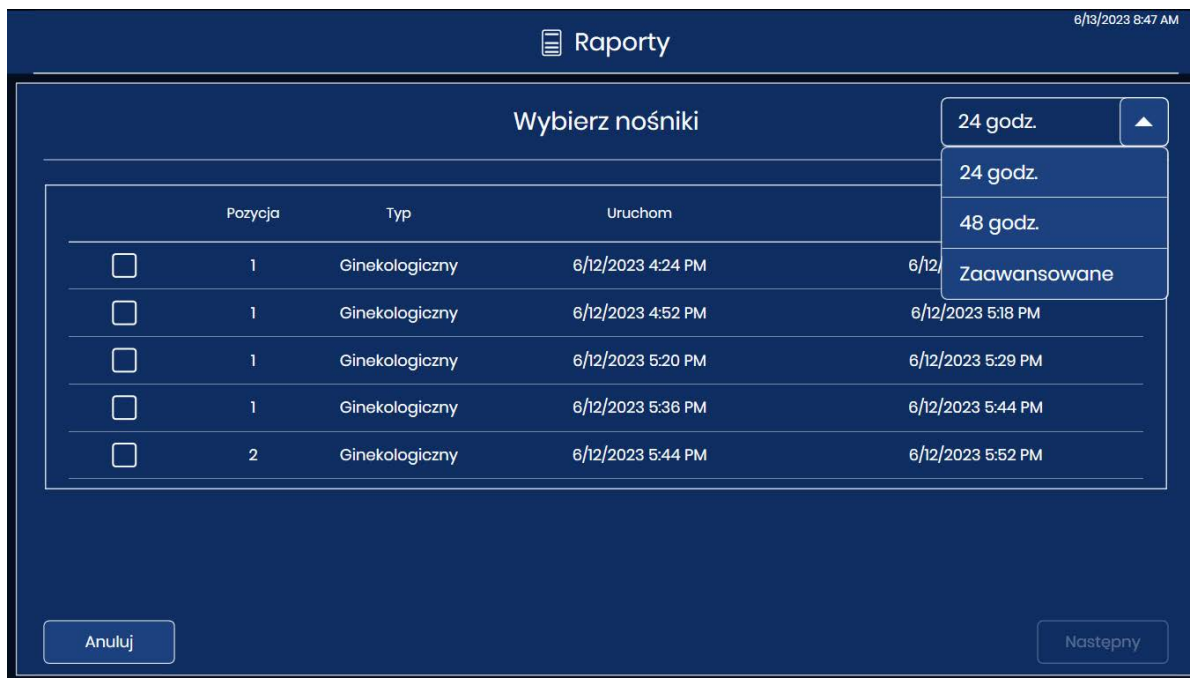 6/13/2023 8:47 AM
Raporty
Wybierz nośniki
24 godz.
24 godz.
48 godz.
Zaawansowane
Pozycja Typ Uruchom
1 Ginekologiczny 6/12/2023 4:24 PM 6/12/
1 Ginekologiczny 6/12/2023 4:52 PM 6/12/2023 5:18 PM
1 Ginekologiczny 6/12/2023 5:20 PM 6/12/2023 5:29 PM
1 Ginekologiczny 6/12/2023 5:36 PM 6/12/2023 5:44 PM
2 Ginekologiczny 6/12/2023 5:44 PM 6/12/2023 5:52 PM
Anuluj Następny